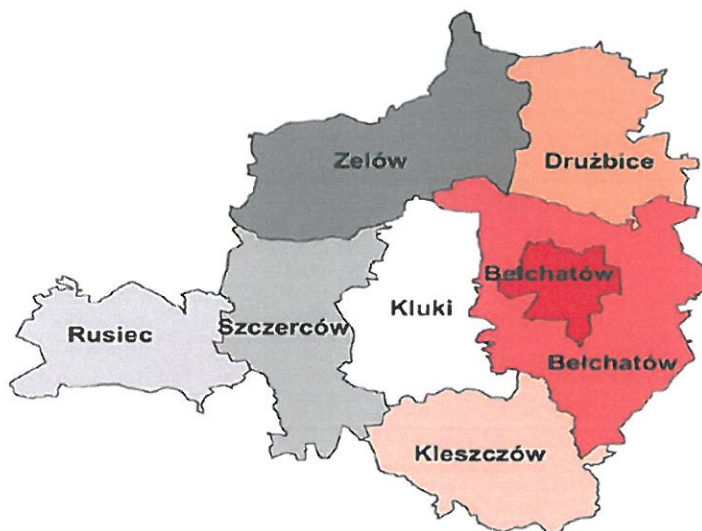 Zelów
Drużbice
Bełchatów
Kluki
Rusiec
Szczerców
Bełchatów
Kleszczów